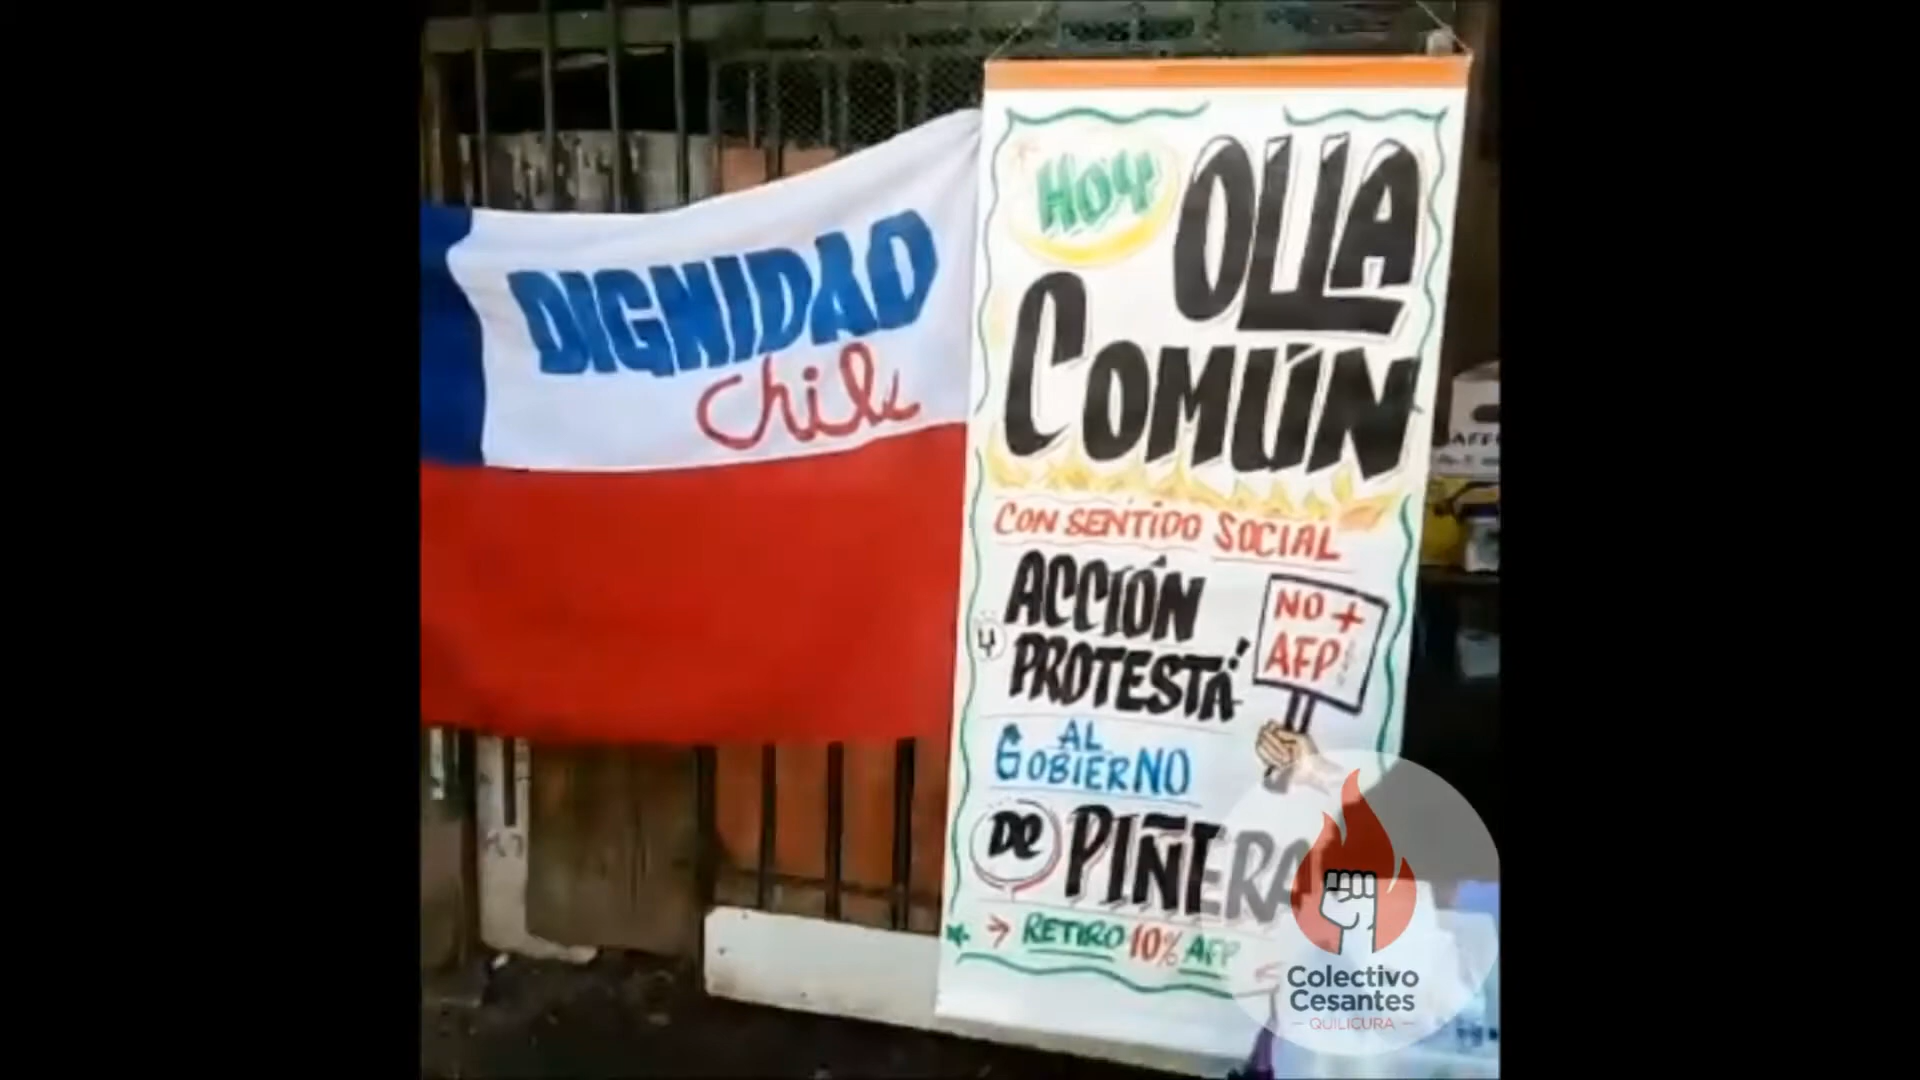 DIGNIDAD
Chile
HOY
OLLA
COMÚN
CON SENTIDO SOCIAL
ACCIÓN
Y
PROTESTA
NO +
AFP
AL
GOBIERNO
DE PIÑERA
RETIRO 10% AFP
Colectivo
Cesantes
QUILICURA